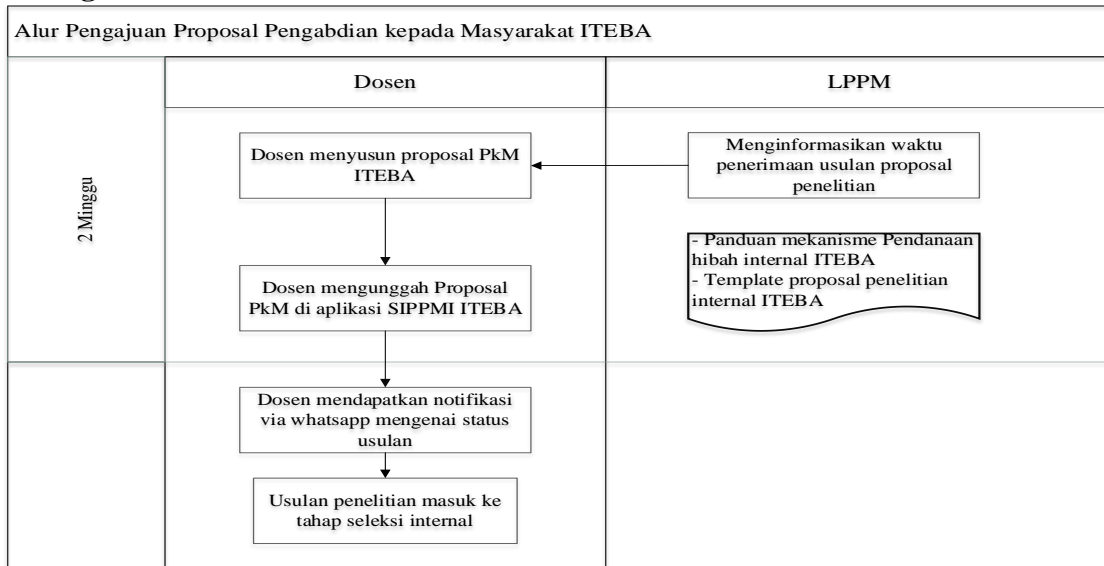 Alur Pengajuan Proposal Pengabdian kepada Masyarakat ITEBA
Dosen
LPPM
2 Minggu
Dosen menyusun proposal PkM
ITEBA
Menginformasikan waktu
penerimaan usulan proposal
penelitian
- Panduan mekanisme Pendanaan
hibah internal ITEBA
- Template proposal penelitian
internal ITEBA
Dosen mengunggah Proposal
PkM di aplikasi SIPPMI ITEBA
Dosen mendapatkan notifikasi
via whatsapp mengenai status
usulan
Usulan penelitian masuk ke
tahap seleksi internal